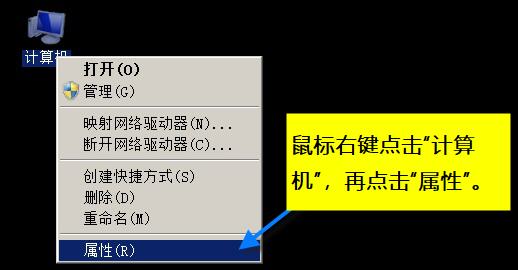 计算机
打开(O)
管理(G)
映射网络驱动器(N)...
断开网络驱动器(C)...
创建快捷方式(S)
删除(D)
重命名(M)
属性(R)
鼠标右键点击“计算
机”，再点击“属性”。